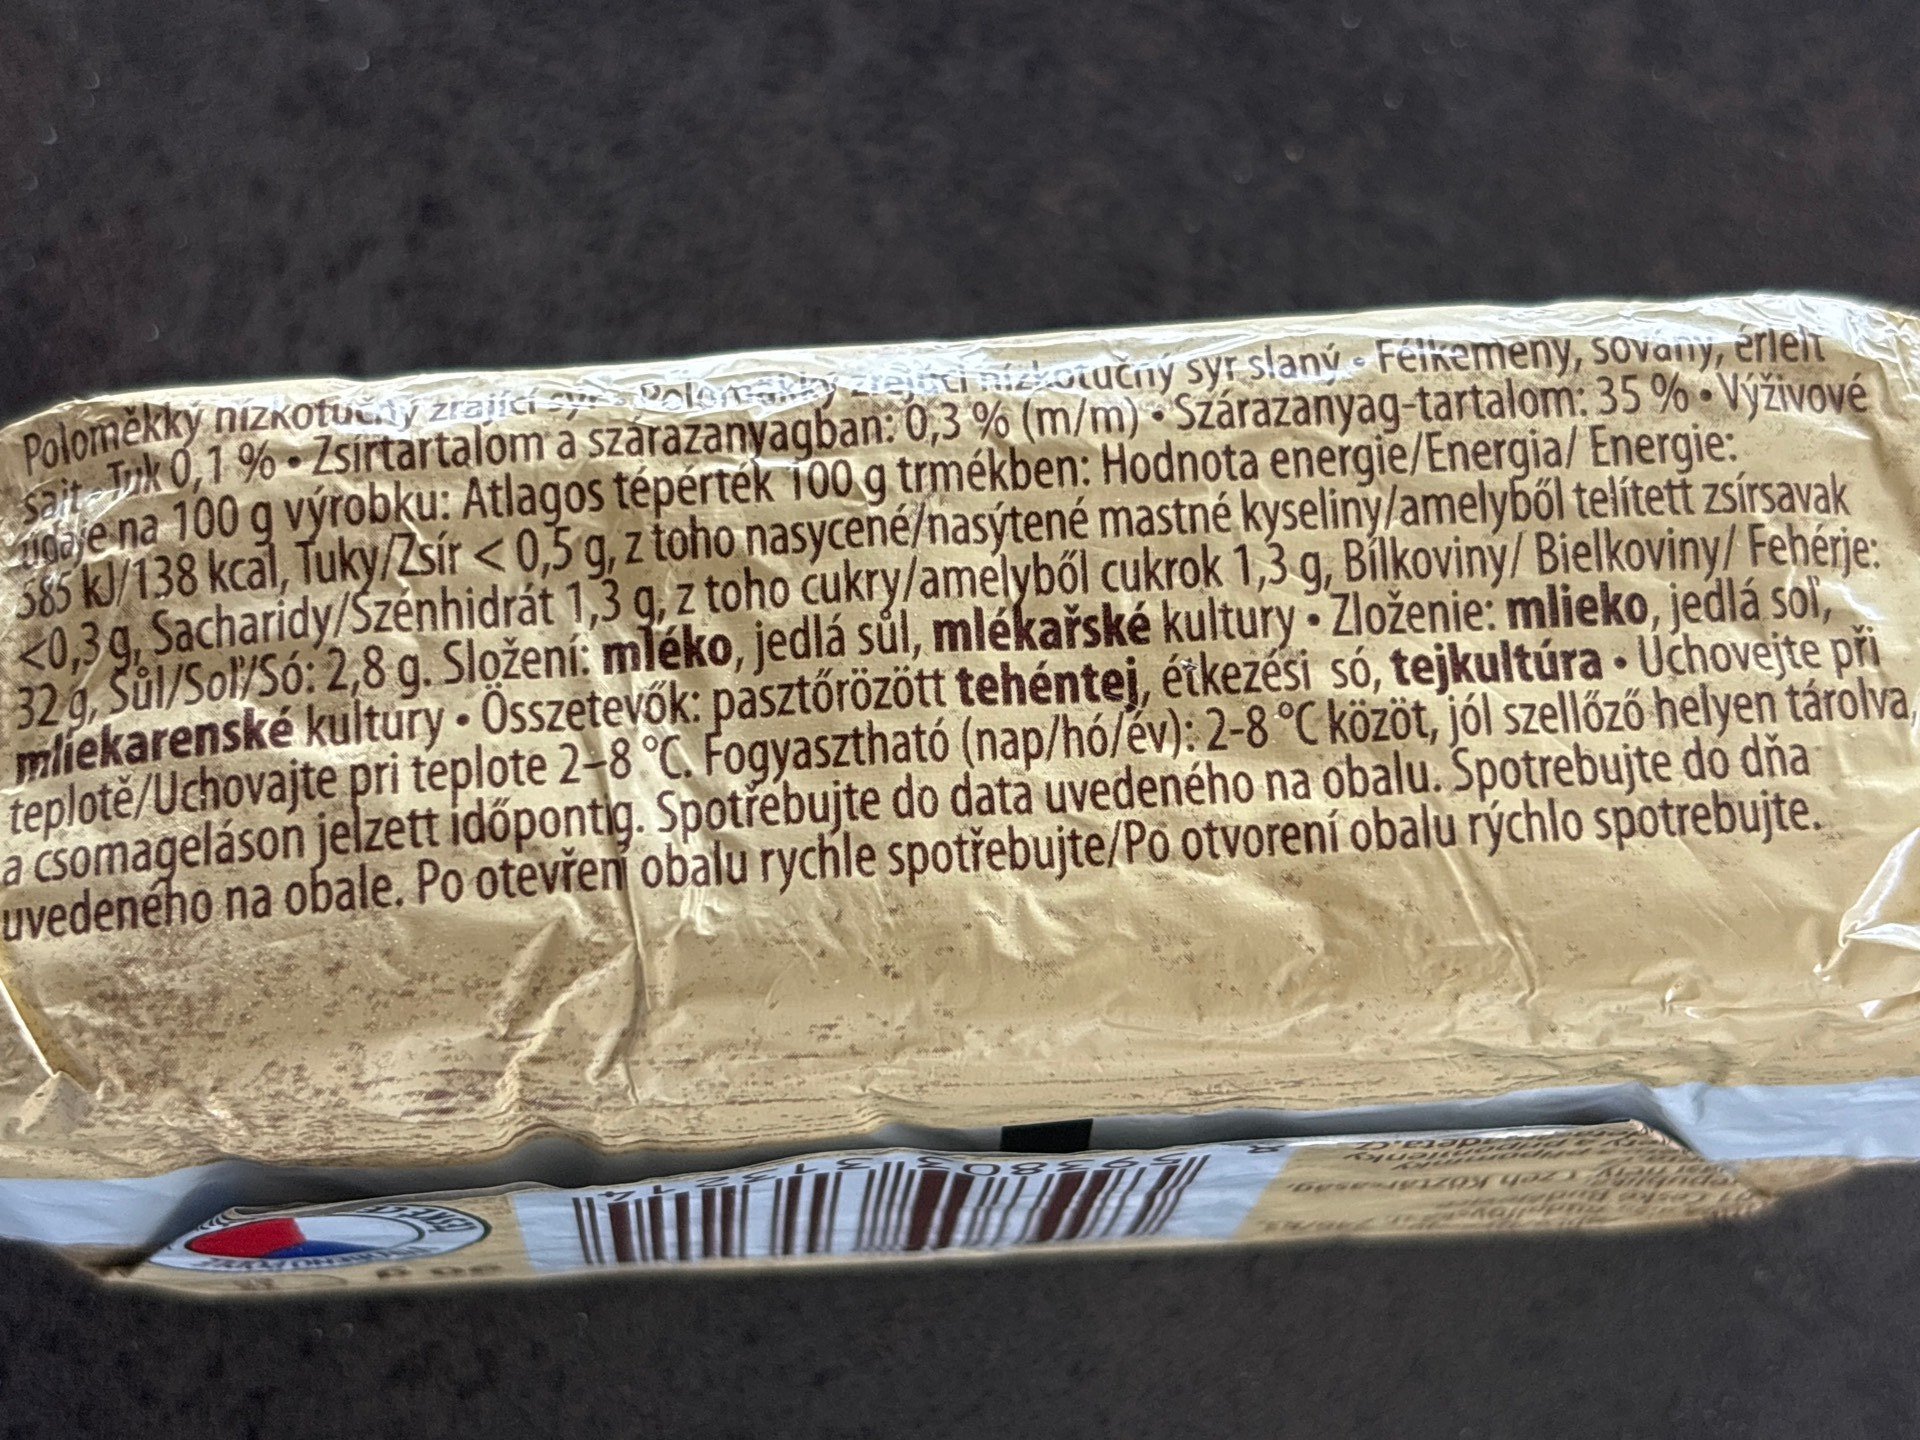 Poloměkký nízkotučný zrající syr • Poloměkký zrejúci nízkotučný syr slaný • Félkemény, sovány, érlelt
sajt • Tuk 0,1 % • Zsírtartalom a szárazanyagban: 0,3 % (m/m) • Szárazanyag-tartalom: 35 % • Výživové
údaje na 100 g výrobku: Átlagos tépérték 100 g trmékben: Hodnota energie/Energia/ Energie:
585 kJ/138 kcal, Tuky/Zsír < 0,5 g, z toho nasycené/nasýtené mastné kyseliny/amelyből telített zsírsavak
<0,3 g, Sacharidy/Szénhidrát 1,3 g, z toho cukry/amelyből cukrok 1,3 g, Bílkoviny/ Bielkoviny/ Fehérje:
32 g, Sůl/Soľ/Só: 2,8 g. Složení: mléko, jedlá sůl, mlékařské kultury • Zloženie: mlieko, jedlá soľ,
mliekarenské kultúry • Összetevők: pasztőrözött tehéntej, étkezési só, tejkultúra • Uchovejte při
teplotě/Uchovajte pri teplote 2–8 °C. Fogyasztható (nap/hó/év): 2-8 °C közöt, jól szellőző helyen tárolva,
a csomageláson jelzett időpontig. Spotřebujte do data uvedeného na obalu. Spotrebujte do dňa
uvedeného na obale. Po otevření obalu rychle spotřebujte/Po otvorení obalu rýchlo spotrebujte.